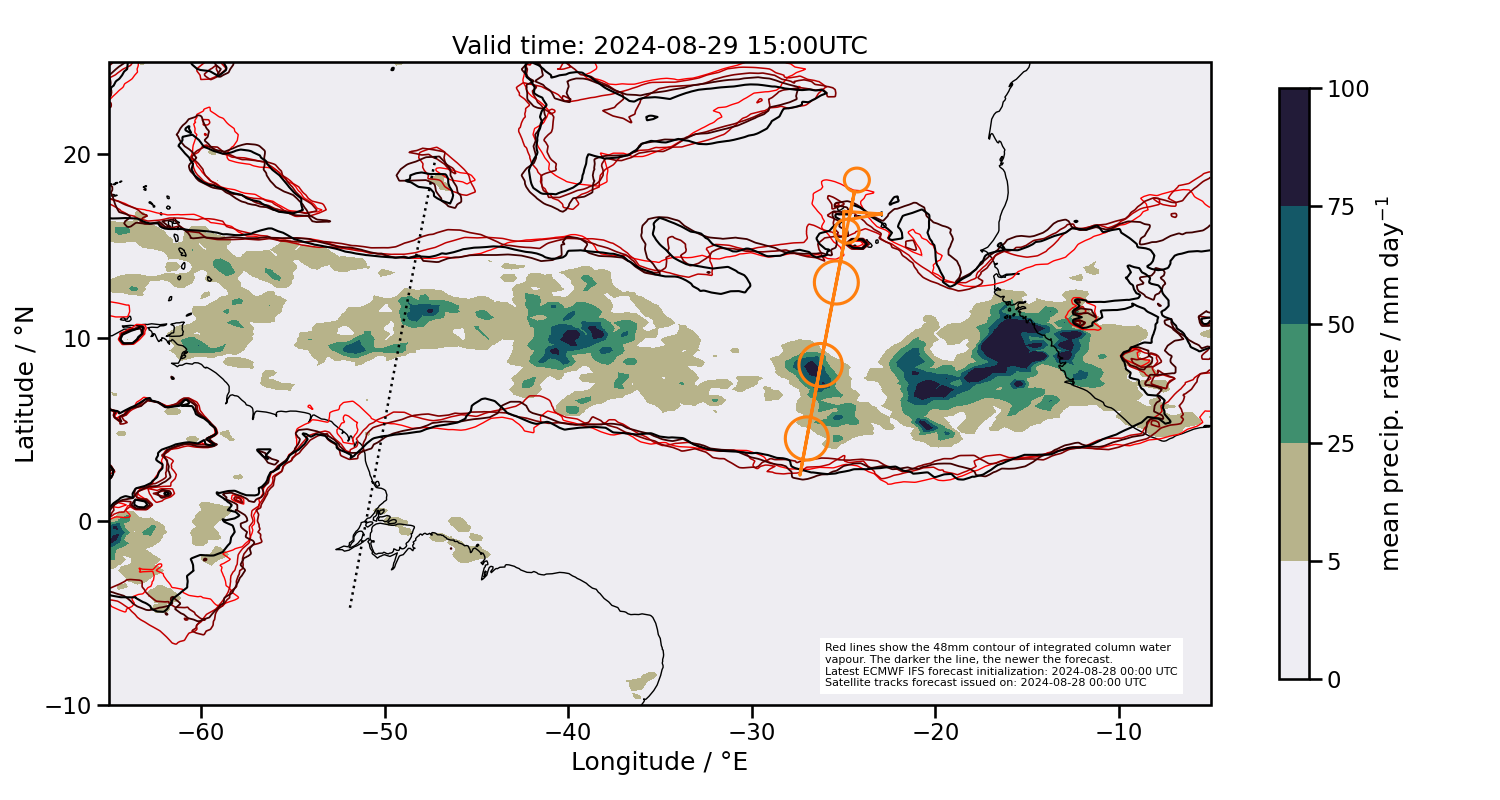 Valid time: 2024-08-29 15:00UTC
Latitude / °N
20
10
0
−10
−60
−50
−40
−30
−20
−10
Longitude / °E
Red lines show the 48mm contour of integrated column water
vapour. The darker the line, the newer the forecast.
Latest ECMWF IFS forecast initialization: 2024-08-28 00:00 UTC
Satellite tracks forecast issued on: 2024-08-28 00:00 UTC
100
75
50
25
5
0
mean precip. rate / mm day⁻¹